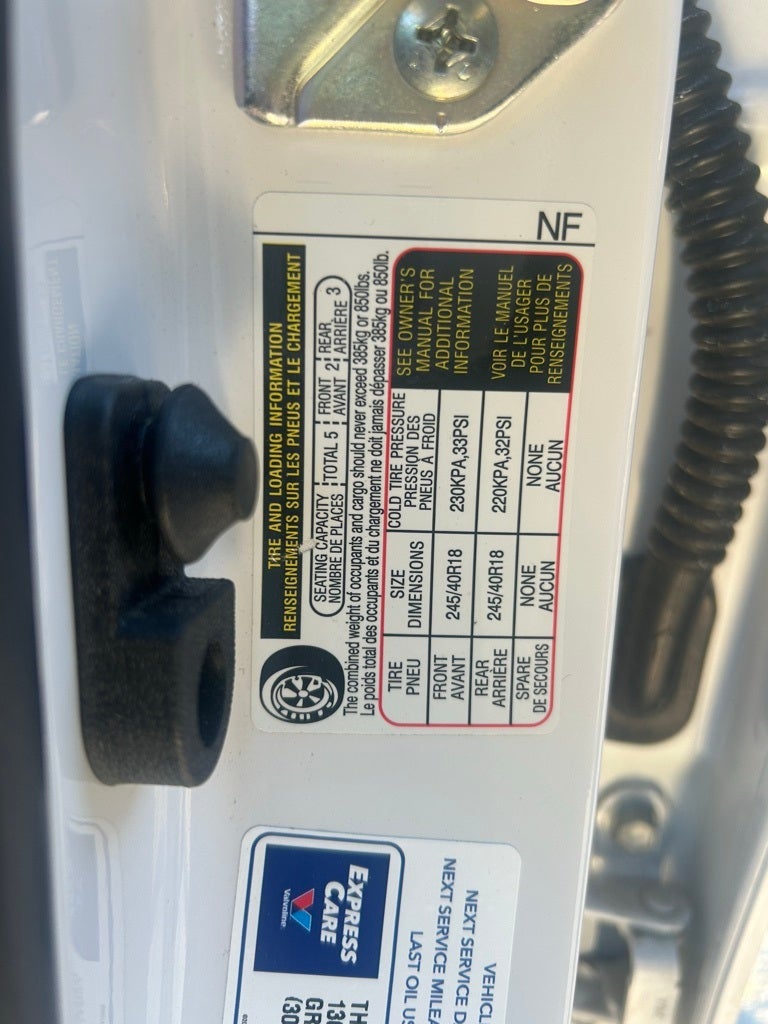 NF
TIRE AND LOADING INFORMATION
RENSEIGNEMENTS SUR LES PNEUS ET LE CHARGEMENT
SEATING CAPACITY TOTAL 5 FRONT 2 REAR 3
NOMBRE DE PLACES AVANT ARRIÈRE
The combined weight of occupants and cargo should never exceed 385kg or 850lbs.
Le poids total des occupants et du chargement ne doit jamais dépasser 385kg ou 850lb.
TIRE
PNEU
SIZE
DIMENSIONS
COLD TIRE PRESSURE
PRESSION DES
PNEUS À FROID
FRONT
AVANT
245/40R18
230KPA,33PSI
REAR
ARRIÈRE
245/40R18
220KPA,32PSI
SPARE
DE SECOURS
NONE
AUCUN
NONE
AUCUN
SEE OWNER'S
MANUAL FOR
ADDITIONAL
INFORMATION
VOIR LE MANUEL
DE L'USAGER
POUR PLUS DE
RENSEIGNEMENTS
Valvoline
EXPRESS
CARE
VEHICL
NEXT SERVICE D
NEXT SERVICE MILEA
LAST OIL US
TH
GR
(30